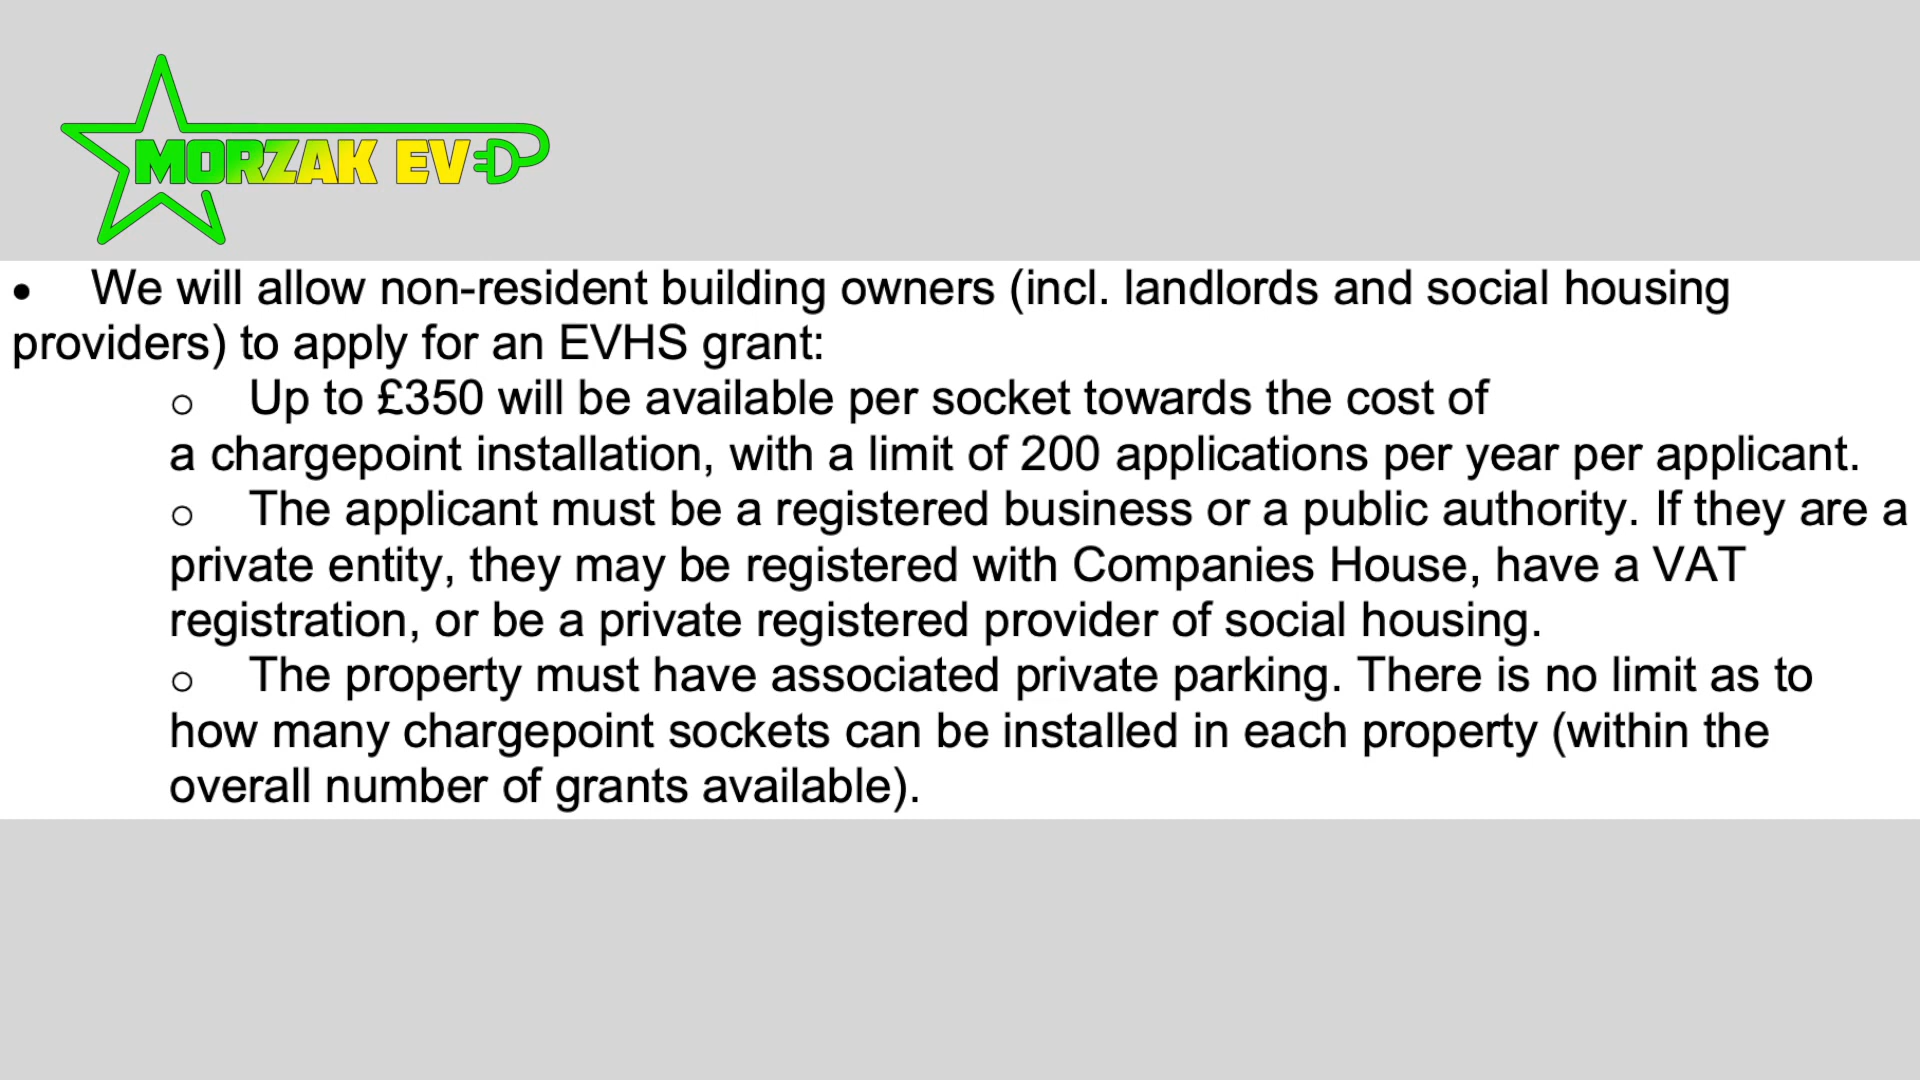 MORZAK EV
• We will allow non-resident building owners (incl. landlords and social housing
providers) to apply for an EVHS grant:
o Up to £350 will be available per socket towards the cost of
a chargepoint installation, with a limit of 200 applications per year per applicant.
o The applicant must be a registered business or a public authority. If they are a
private entity, they may be registered with Companies House, have a VAT
registration, or be a private registered provider of social housing.
o The property must have associated private parking. There is no limit as to
how many chargepoint sockets can be installed in each property (within the
overall number of grants available).